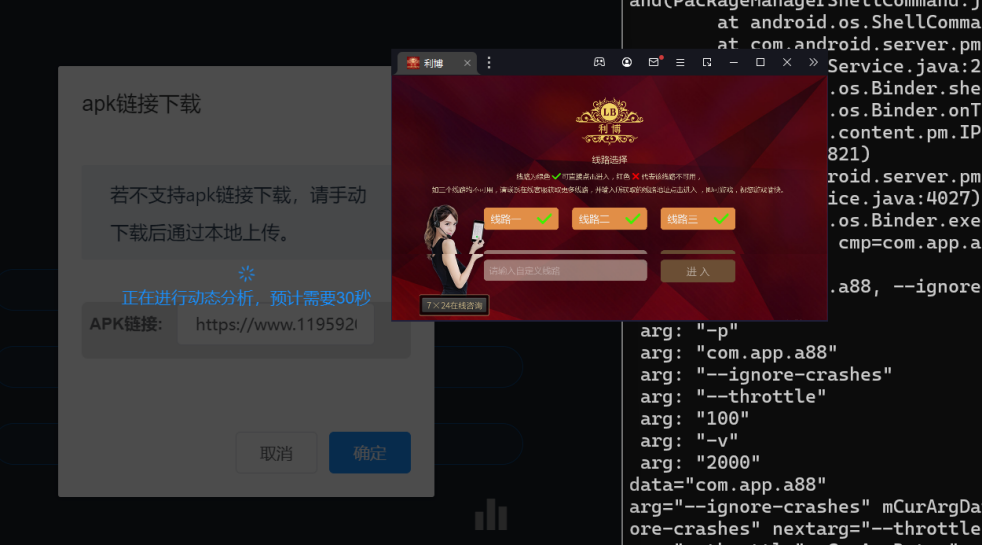 apk链接下载
若不支持apk链接下载，请手动
下载后通过本地上传。
正在进行动态分析，预计需要30秒
APK链接:
https://www.119592
取消
确定
利博
LB
利博
线路选择
线路为绿色 可直接点击进入，红色 代表该线路不可用，
线路一
线路二
线路三
请输入自定义线路
进 入
7×24在线咨询
and(PackageManagerShellCommand.j
at android.os.ShellComma
at com.android.server.pm
Service.java:2
.os.Binder.she
.os.Binder.onT
.content.pm.IP
821)
oid.server.pm
ice.java:4027)
.os.Binder.exe
cmp=com.app.a
.a88, --ignore
arg: "-p"
arg: "com.app.a88"
arg: "--ignore-crashes"
arg: "--throttle"
arg: "100"
arg: "-v"
arg: "2000"
data="com.app.a88"
arg="--ignore-crashes" mCurArgDa
ore-crashes" nextarg="--throttle